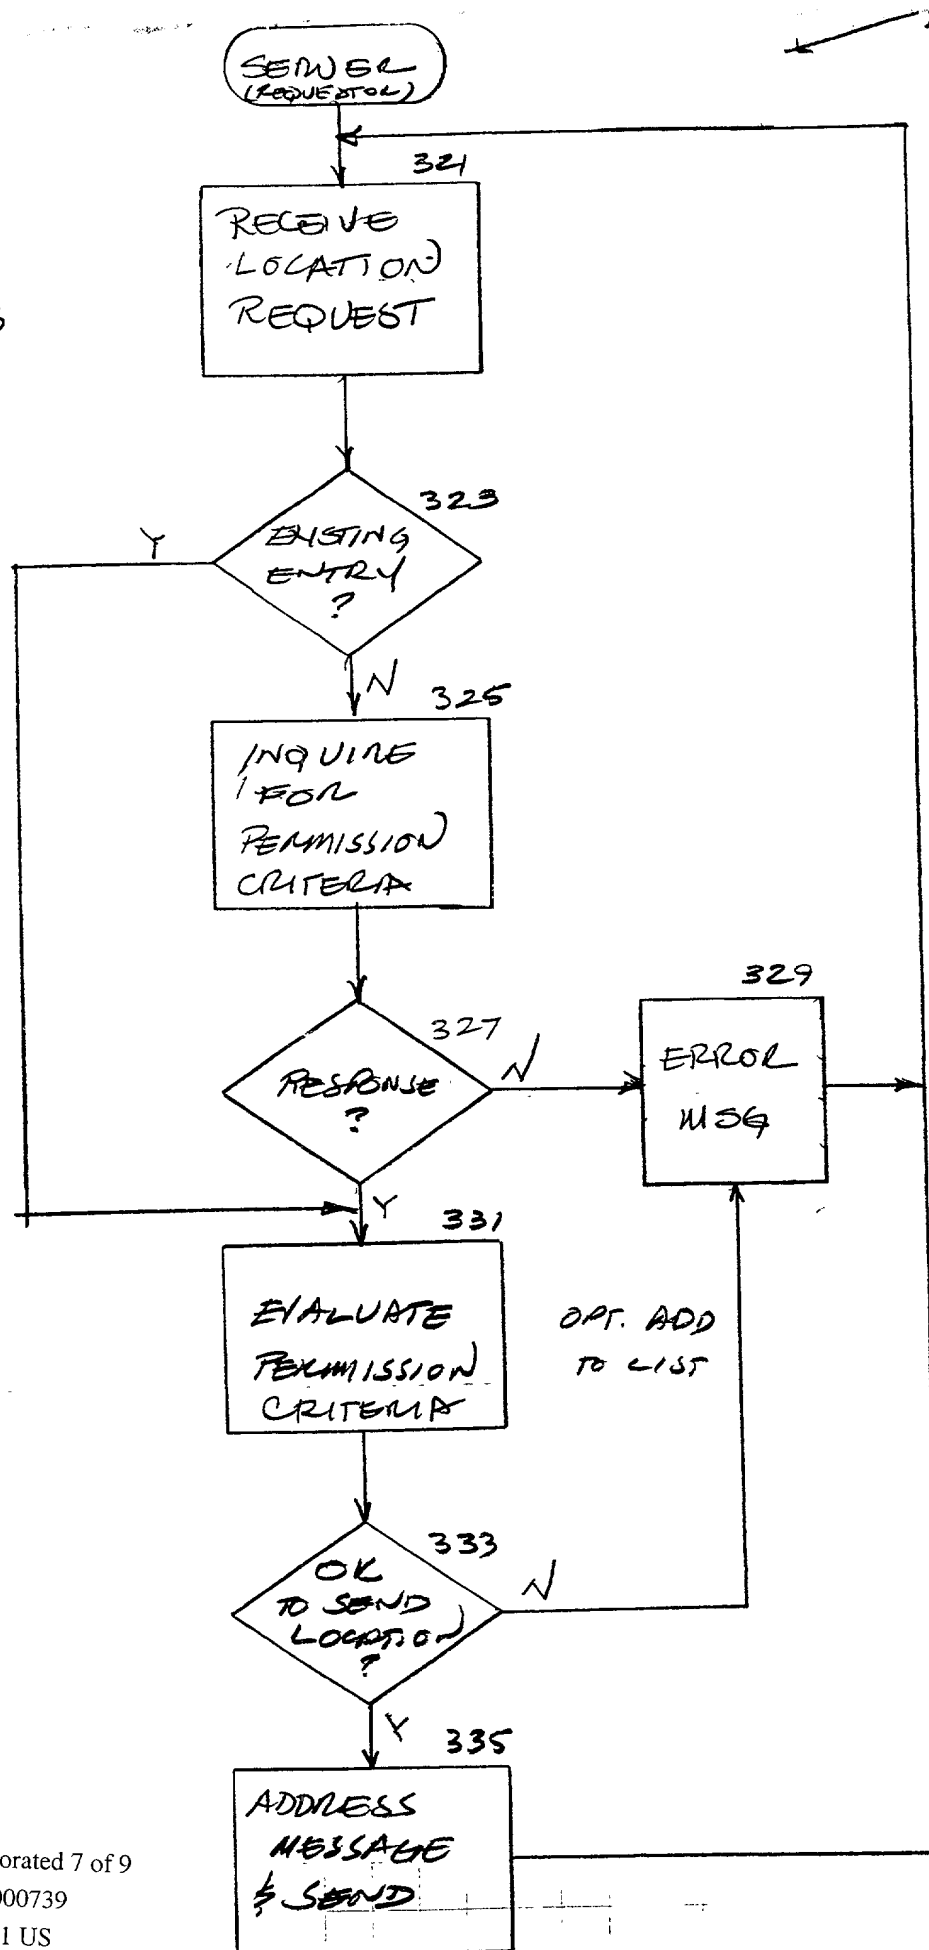 SERVER
(REQUESTOR)
321
RECEIVE
LOCATION
REQUEST
323
EXISTING
ENTRY
?
Y
N
325
INQUIRE
FOR
PERMISSION
CRITERIA
327
RESPONSE
?
N
329
ERROR
MSG
Y
331
EVALUATE
PERMISSION
CRITERIA
OPT. ADD
TO LIST
333
OK
TO SEND
LOCATION
?
N
Y
335
ADDRESS
MESSAGE
& SEND
orated 7 of 9
000739
1 US